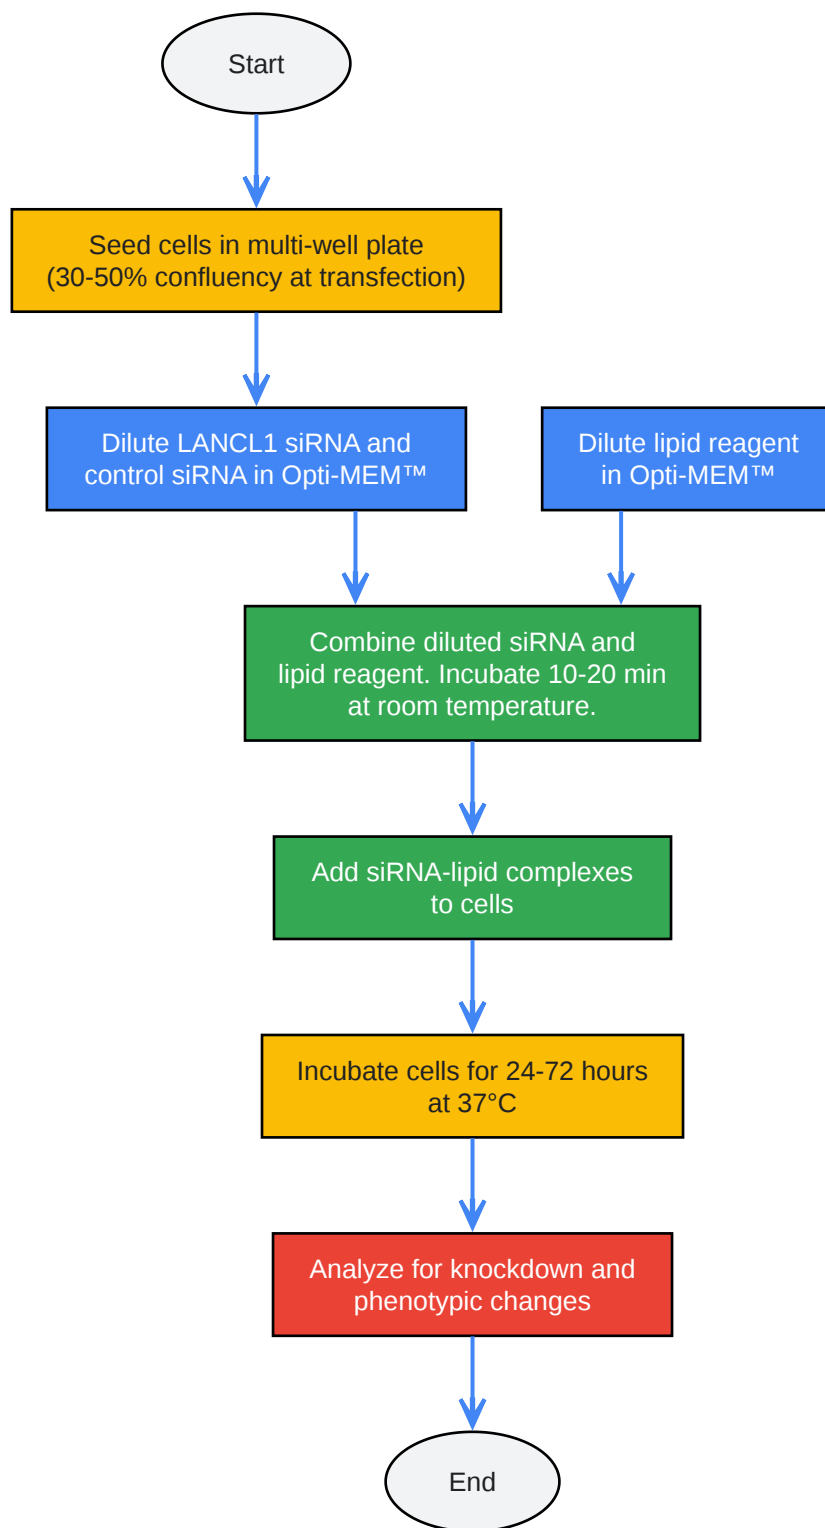 Start
Seed cells in multi-well plate
(30-50% confluency at transfection)
Dilute LANCL1 siRNA and
control siRNA in Opti-MEM™
Dilute lipid reagent
in Opti-MEM™
Combine diluted siRNA and
lipid reagent. Incubate 10-20 min
at room temperature.
Add siRNA-lipid complexes
to cells
Incubate cells for 24-72 hours
at 37°C
Analyze for knockdown and
phenotypic changes
End